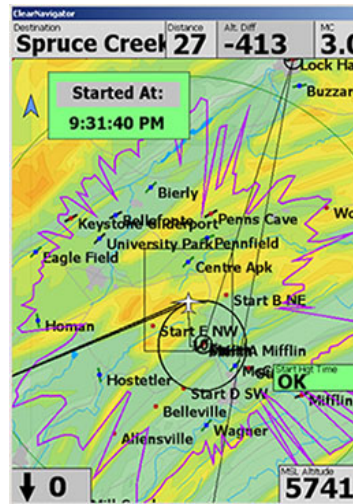 ClearNavigator
Destination
Distance
Alt. Diff
MC
Spruce Creek
27
-413
3.0
Lock Ha
Buzzar
Started At:
9:31:40 PM
Bierly
Keystone Gliderport
Bellefonte
Penns Cave
Wo
University Park
Pennfield
Eagle Field
Centre Apk
Start B NE
Homan
Start E NW
A Mifflin
Start Hgt Time
OK
Hostetler
Start D SW
Mifflin
Belleville
Allensville
Wagner
MSL Altitude
0
5741